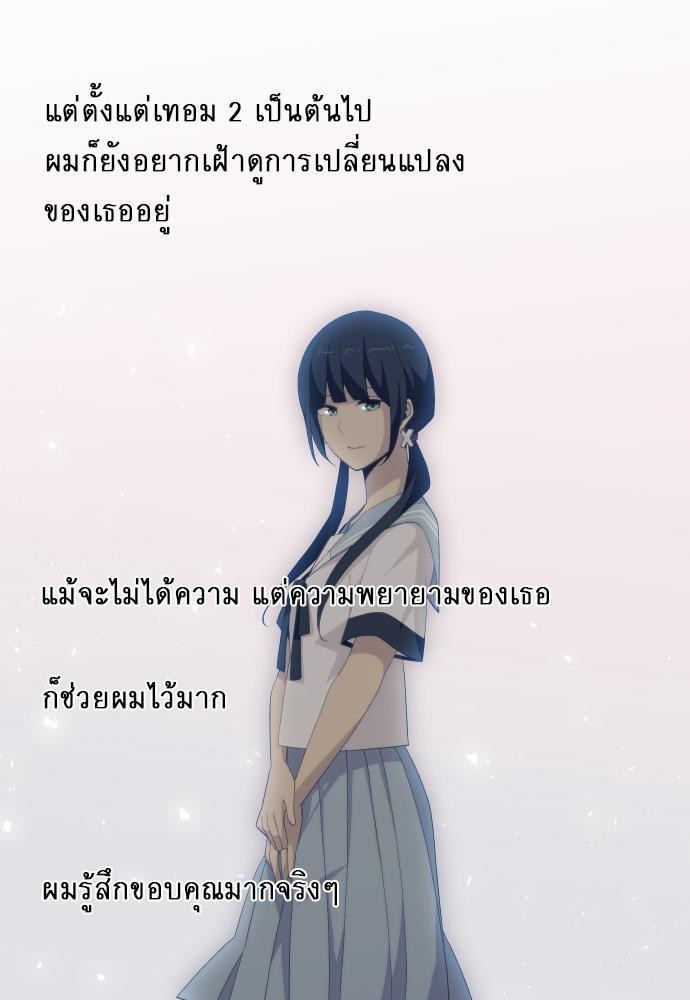 แต่ตั้งแต่เทอม 2 เป็นต้นไป
ผมก็ยังอยากเฝ้าดูการเปลี่ยนแปลง
ของเธออยู่
แม้จะไม่ได้ความ แต่ความพยายามของเธอ
ก็ช่วยผมไว้มาก
ผมรู้สึกขอบคุณมากจริงๆ